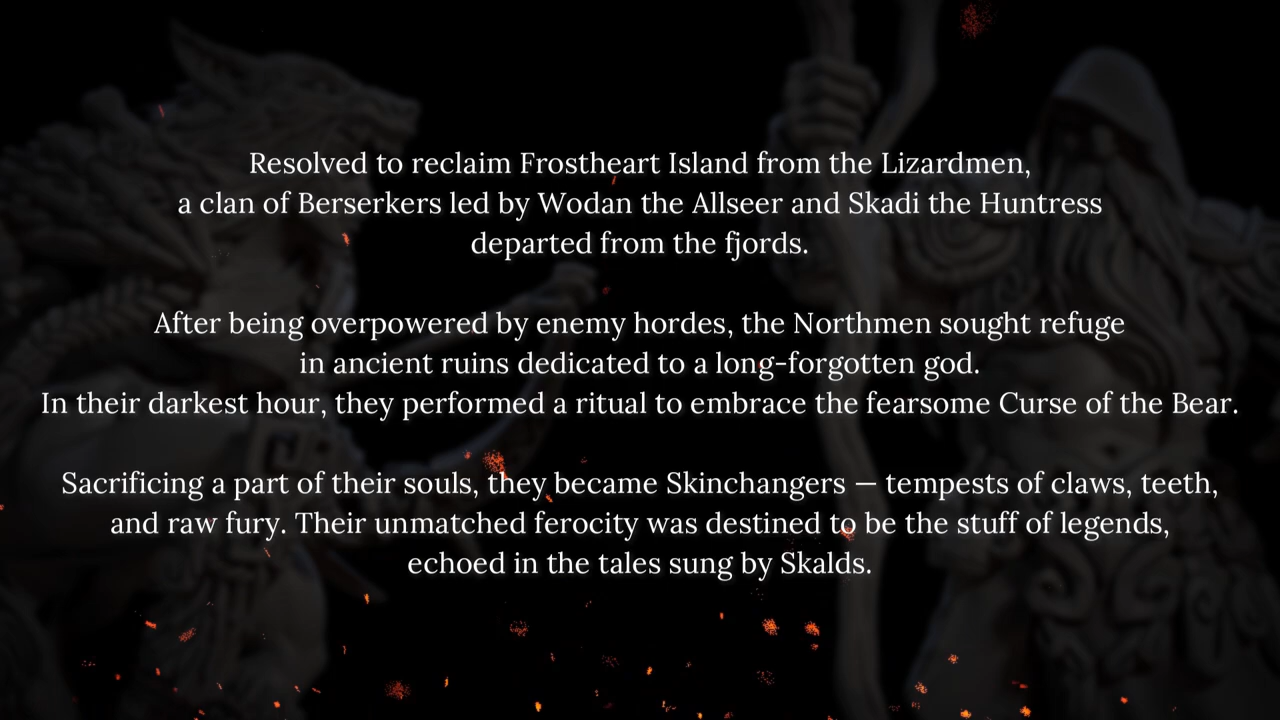 Resolved to reclaim Frostheart Island from the Lizardmen,
a clan of Berserkers led by Wodan the Allseer and Skadi the Huntress
departed from the fjords.
After being overpowered by enemy hordes, the Northmen sought refuge
in ancient ruins dedicated to a long-forgotten god.
In their darkest hour, they performed a ritual to embrace the fearsome Curse of the Bear.
Sacrificing a part of their souls, they became Skinchangers — tempests of claws, teeth,
and raw fury. Their unmatched ferocity was destined to be the stuff of legends,
echoed in the tales sung by Skalds.